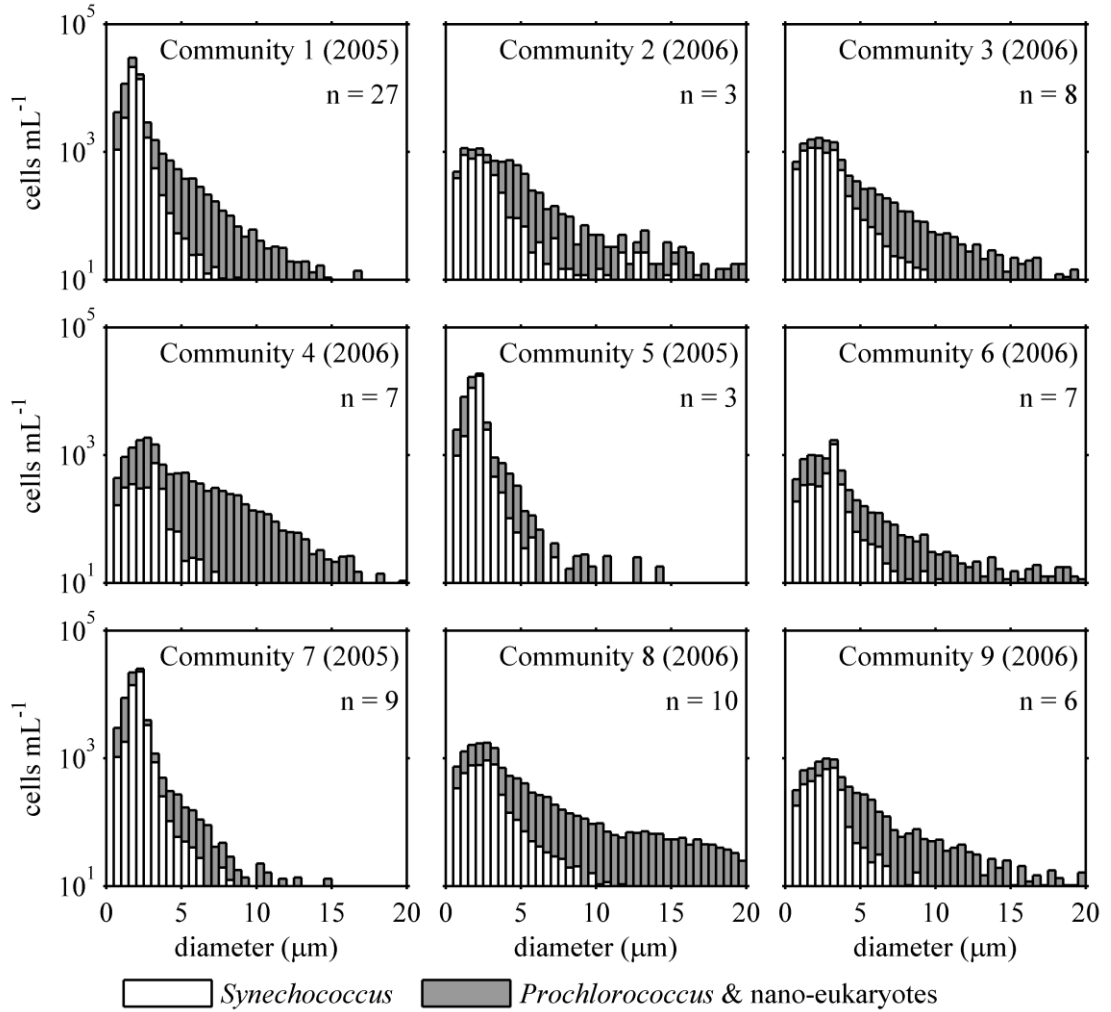 10^5
10^3
10^1
cells mL^-1
Community 1 (2005)
n = 27
Community 2 (2006)
n = 3
Community 3 (2006)
n = 8
10^5
10^3
10^1
cells mL^-1
Community 4 (2006)
n = 7
Community 5 (2005)
n = 3
Community 6 (2006)
n = 7
10^5
10^3
10^1
cells mL^-1
Community 7 (2005)
n = 9
Community 8 (2006)
n = 10
Community 9 (2006)
n = 6
0 5 10 15 20
0 5 10 15 20
0 5 10 15 20
diameter (μm)
diameter (μm)
diameter (μm)
Synechococcus
Prochlorococcus & nano-eukaryotes